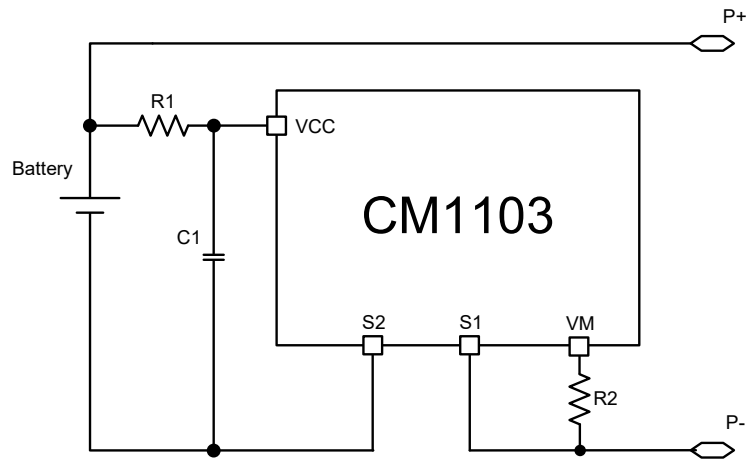 P+
R1
VCC
Battery
CM1103
C1
S2
S1
VM
R2
P-